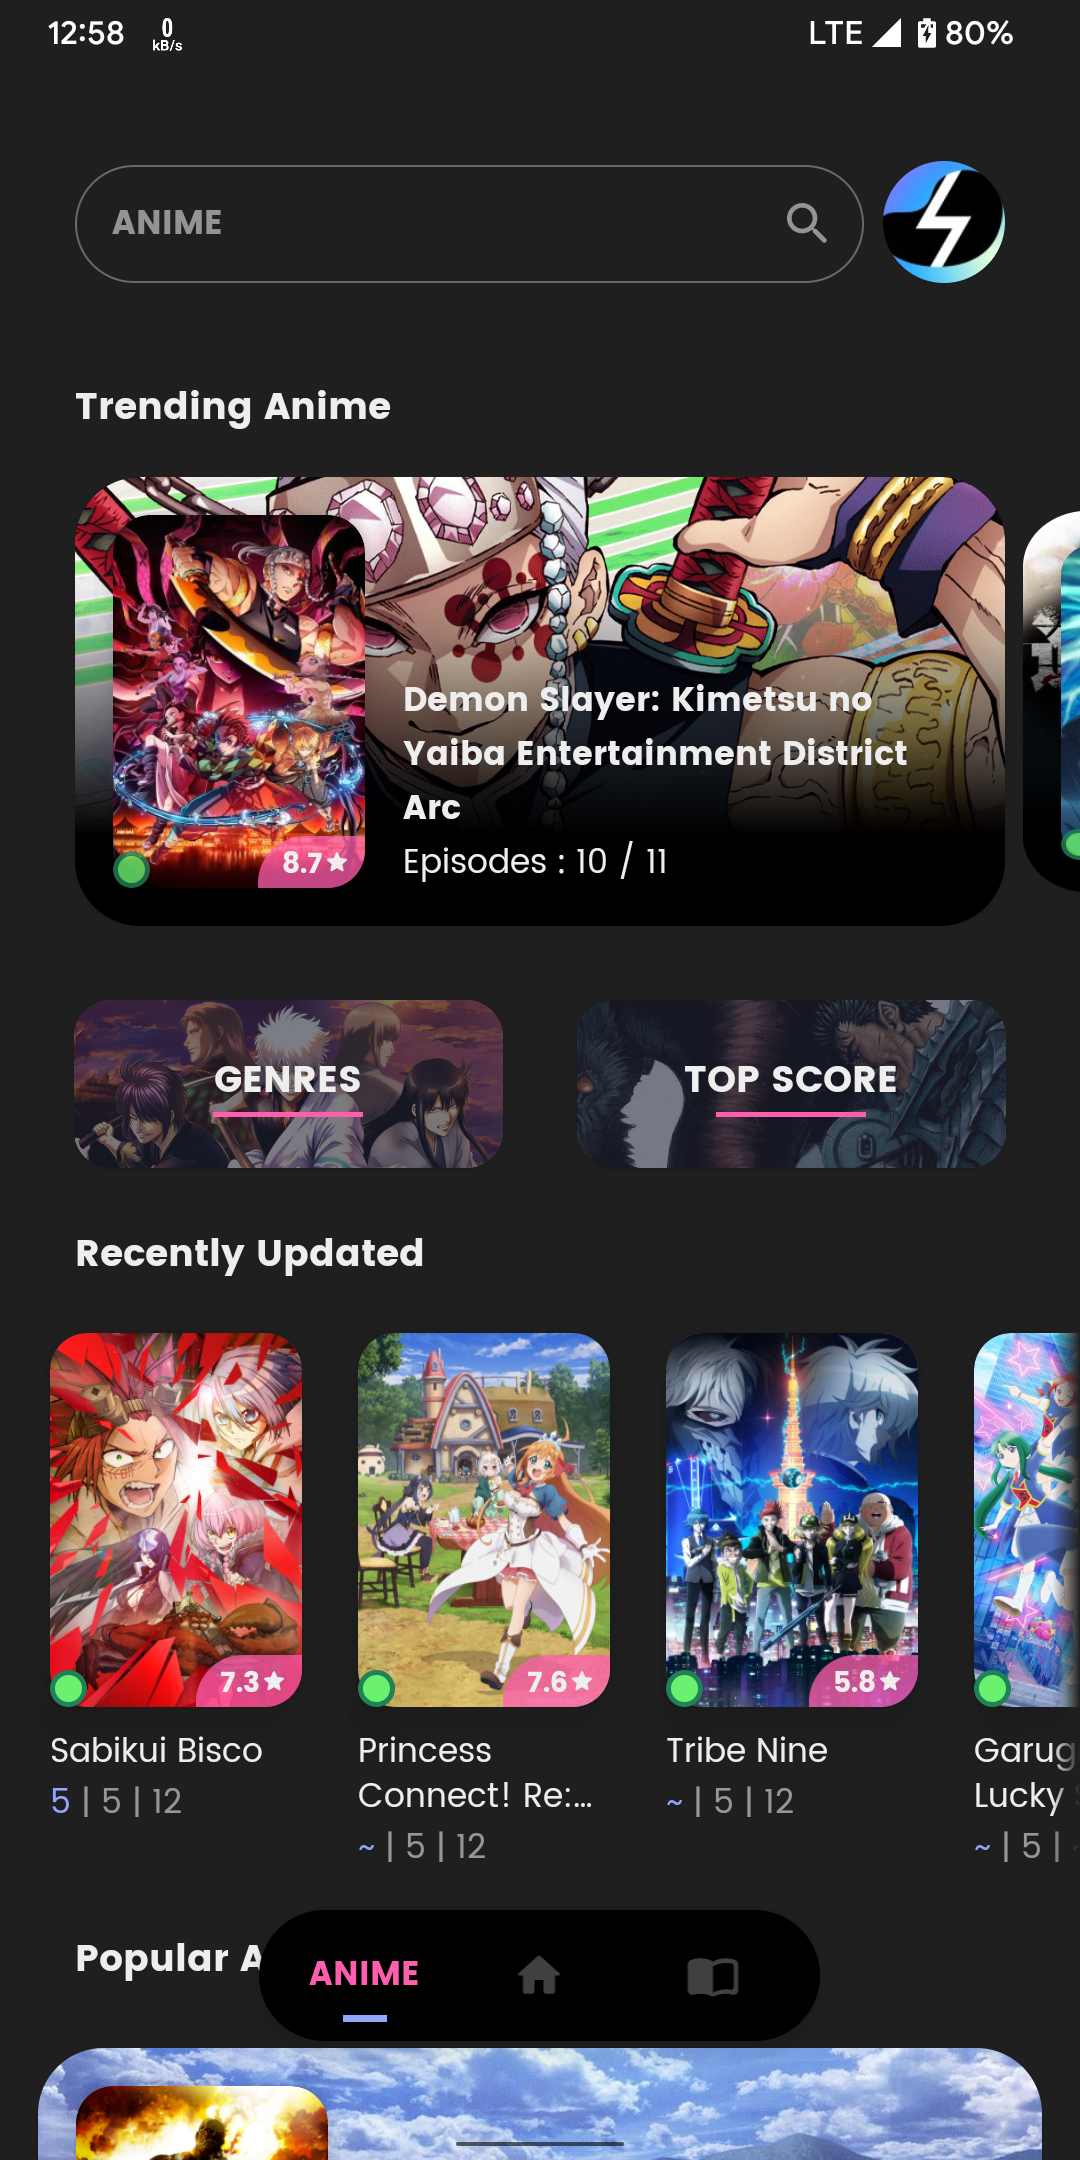 12:58
0
kB/s
LTE
80%
ANIME
Trending Anime
Demon Slayer: Kimetsu no
Yaiba Entertainment District
Arc
Episodes : 10 / 11
8.7
GENRES
TOP SCORE
Recently Updated
7.3
7.6
5.8
Sabikui Bisco
5 | 5 | 12
Princess
Connect! Re:...
~ | 5 | 12
Tribe Nine
~ | 5 | 12
Garug
Lucky
~ | 5 |
Popular A
ANIME